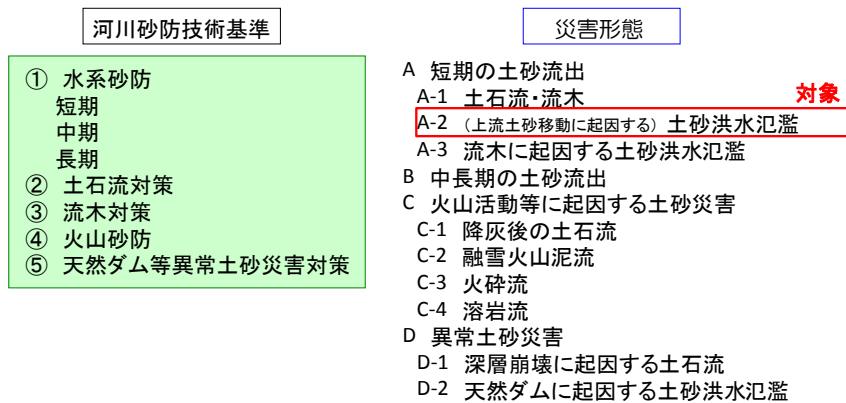 河川砂防技術基準
① 水系砂防
短期
中期
長期
② 土石流対策
③ 流木対策
④ 火山砂防
⑤ 天然ダム等異常土砂災害対策
災害形態
A 短期の土砂流出
A-1 土石流・流木
対象
A-2 (上流土砂移動に起因する) 土砂洪水氾濫
A-3 流木に起因する土砂洪水氾濫
B 中長期の土砂流出
C 火山活動等に起因する土砂災害
C-1 降灰後の土石流
C-2 融雪火山泥流
C-3 火砕流
C-4 溶岩流
D 異常土砂災害
D-1 深層崩壊に起因する土石流
D-2 天然ダムに起因する土砂洪水氾濫